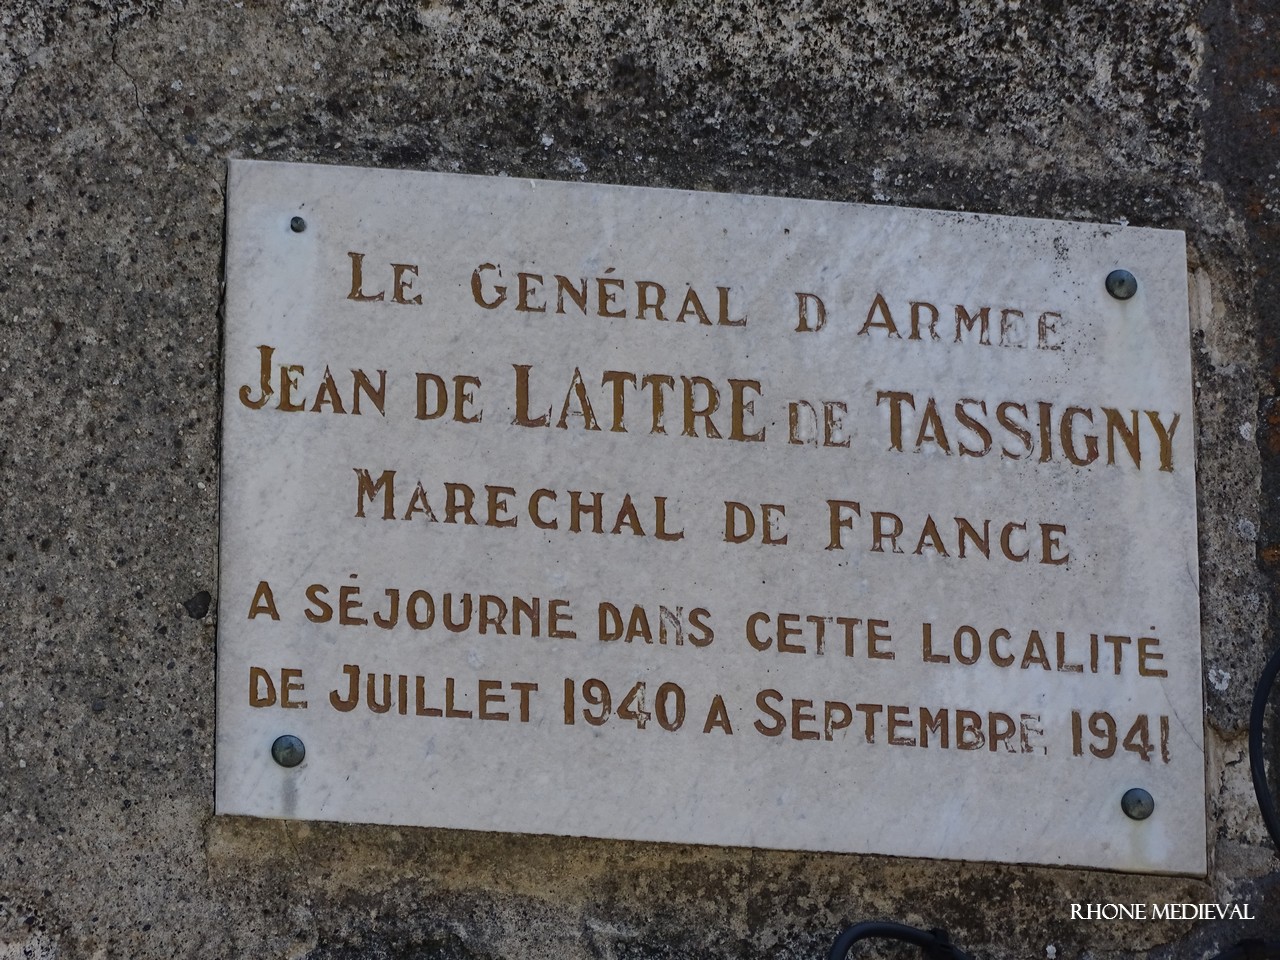 LE GÉNÉRAL D ARMEE
JEAN DE LATTRE DE TASSIGNY
MARECHAL DE FRANCE
A SÉJOURNE DANS CETTE LOCALITÉ
DE JUILLET 1940 A SEPTEMBRE 1941
RHONE MEDIEVAL